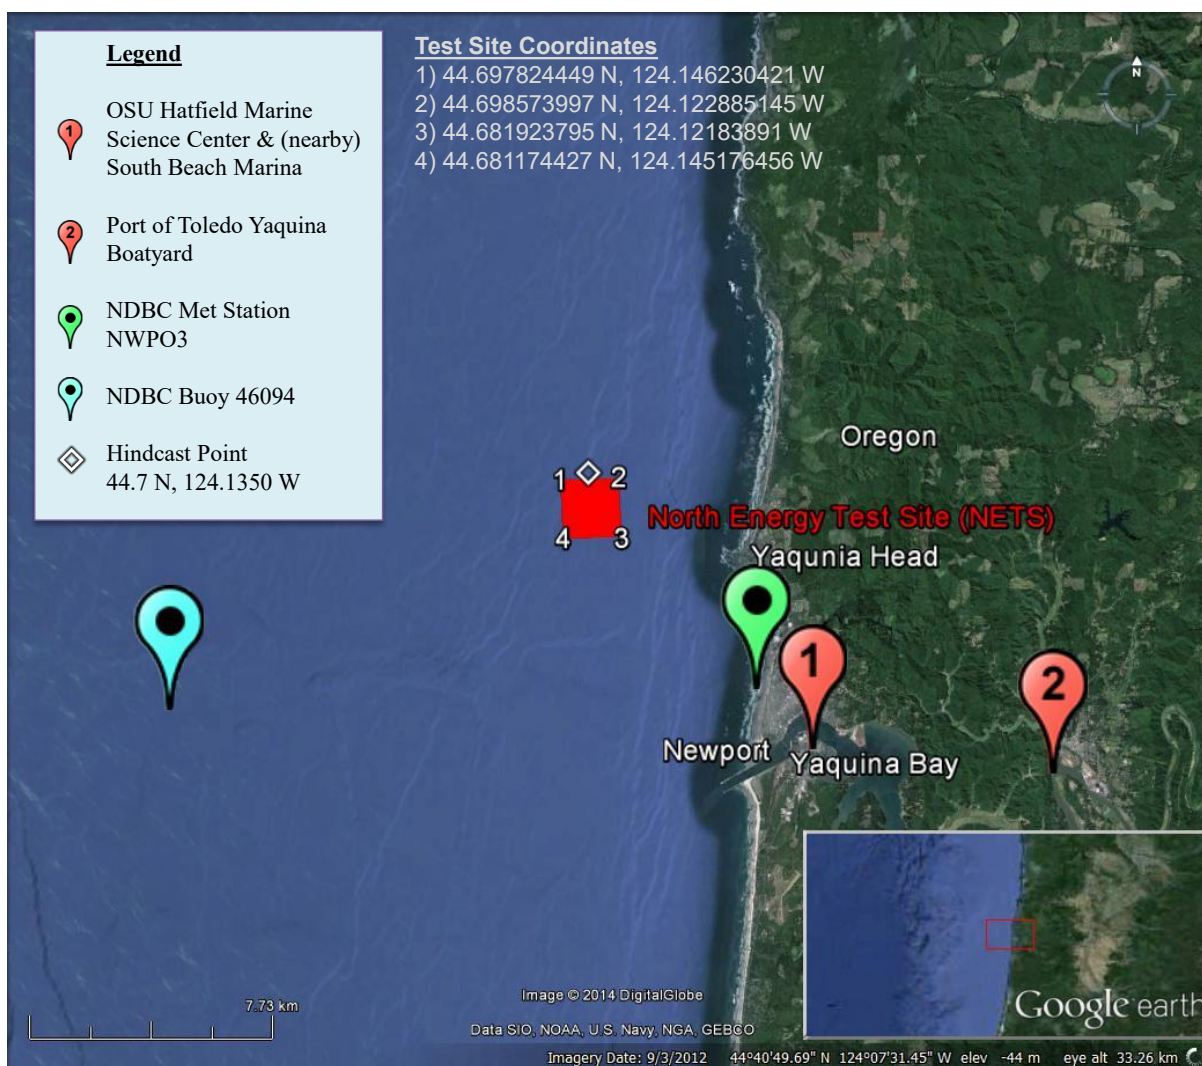 Legend
1
OSU Hatfield Marine
Science Center & (nearby)
South Beach Marina
2
Port of Toledo Yaquina
Boatyard
NDBC Met Station
NWPO3
NDBC Buoy 46094
Hindcast Point
44.7 N, 124.1350 W
Test Site Coordinates
1) 44.697824449 N, 124.146230421 W
2) 44.698573997 N, 124.122885145 W
3) 44.681923795 N, 124.12183891 W
4) 44.681174427 N, 124.145176456 W
N
Oregon
1 2
North Energy Test Site (NETS)
4 3
Yaqunia Head
1
2
Newport
Yaquina Bay
7.73 km
Image © 2014 DigitalGlobe
Data SIO, NOAA, U.S. Navy, NGA, GEBCO
Google earth
Imagery Date: 9/3/2012 44°40'49.69" N 124°07'31.45" W elev -44 m eye alt 33.26 km